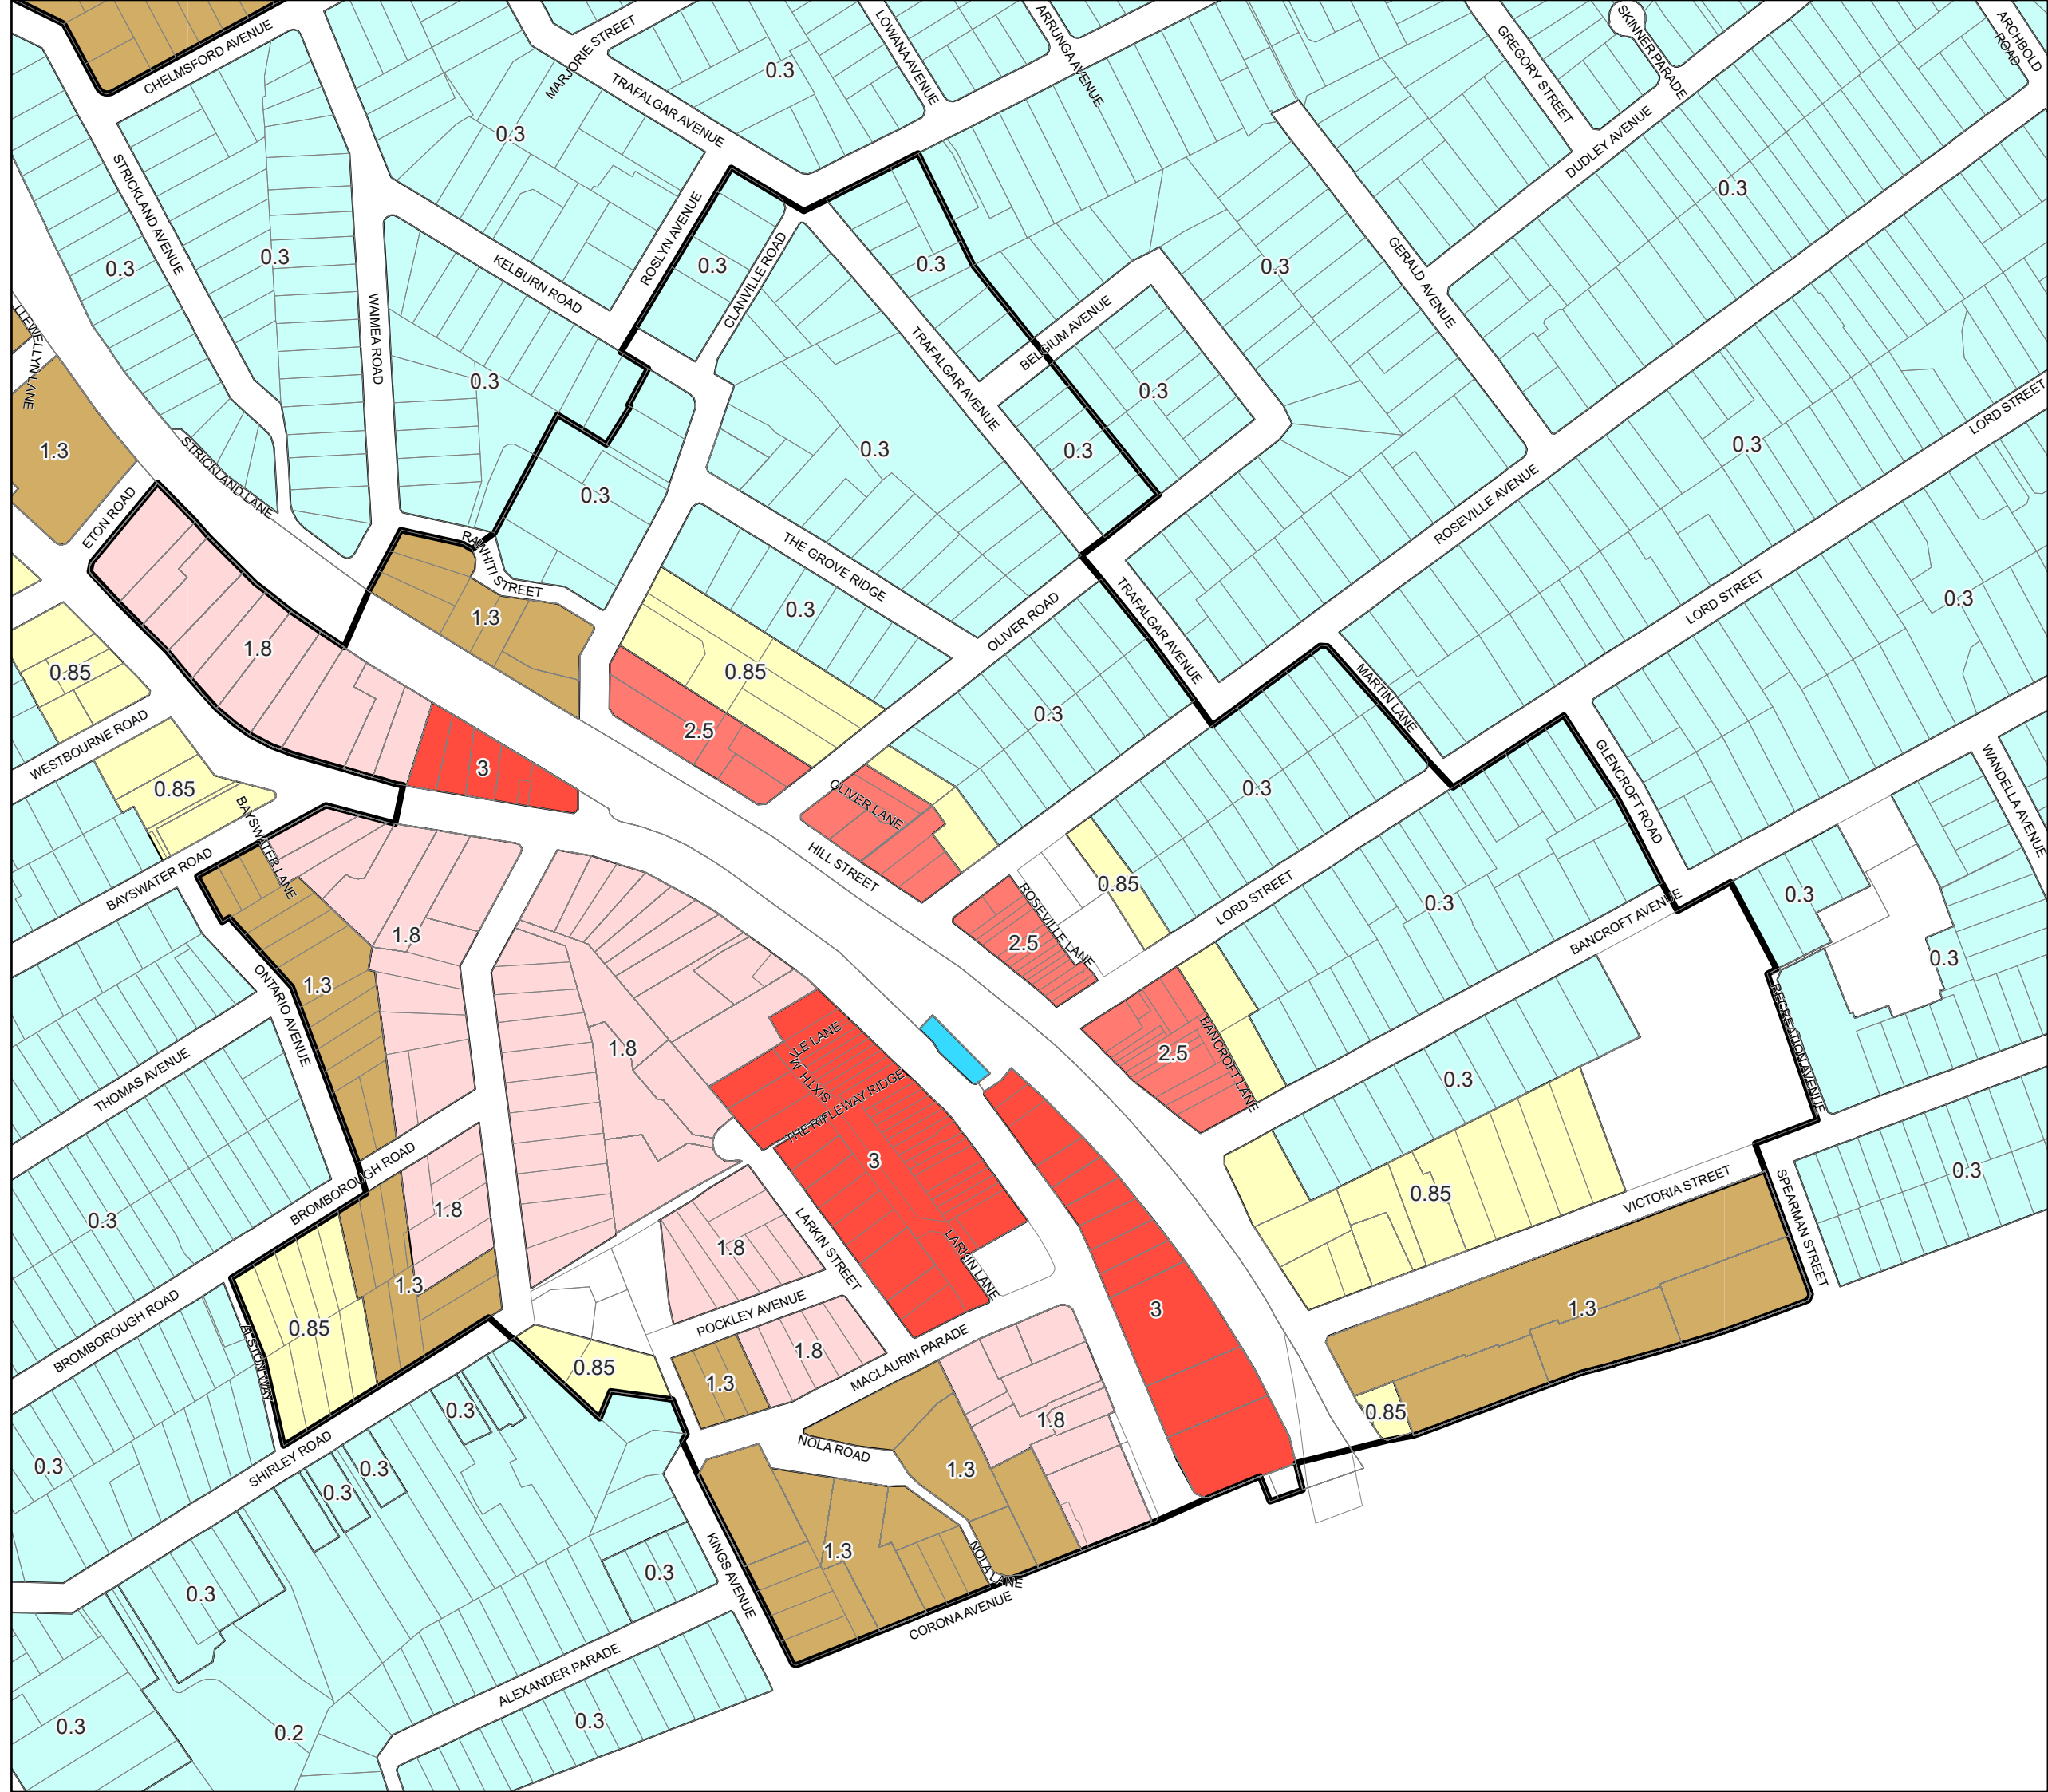 CHELMSFORD AVENUE
MARJORIE STREET
TRAFALGAR AVENUE
0.3
LOWANA AVENUE
ARRUNGA AVENUE
GREGORY STREET
SKINNER PARADE
ARCHBOLD
ROAD
DUDLEY AVENUE
0.3
0.3
STRICKLAND AVENUE
0.3
0.3
WAIMEA ROAD
KELBURN ROAD
ROSLYN AVENUE
0.3
CLANVILLE ROAD
0.3
0.3
GERALD AVENUE
LLEWELLYN LANE
0.3
TRAFALGAR AVENUE
BELGIUM AVENUE
0.3
0.3
0.3
0.3
LORD STREET
1.3
STRICKLAND LANE
0.3
ROSEVILLE AVENUE
ETON ROAD
RAWHITI STREET
THE GROVE RIDGE
0.3
OLIVER ROAD
TRAFALGAR AVENUE
LORD STREET
0.3
1.3
1.8
0.85
0.85
2.5
0.3
MARTIN LANE
WESTBOURNE ROAD
0.85
3
OLIVER LANE
0.3
GLENCROFT ROAD
WANDELLA AVENUE
BAYSWATER LANE
BAYSWATER ROAD
HILL STREET
0.85
ROSEVILLE LANE
LORD STREET
0.3
BANCROFT AVENUE
0.3
1.8
2.5
0.3
1.3
ONTARIO AVENUE
RECREATION AVENUE
1.8
LE LANE
2.5
BANCROFT LANE
0.3
THOMAS AVENUE
THE RIFLEWAY RIDGE
3
0.3
BROMBOROUGH ROAD
1.8
LARKIN STREET
1.8
LARKIN LANE
0.85
VICTORIA STREET
SPEARMAN STREET
0.3
BROMBOROUGH ROAD
1.3
0.85
ALSTON WAY
POCKLEY AVENUE
1.8
MACLAURIN PARADE
3
1.3
0.85
1.3
0.3
1.8
0.85
NOLA ROAD
1.3
SHIRLEY ROAD
0.3
0.3
0.3
0.3
0.3
KINGS AVENUE
1.3
NOLA LANE
CORONA AVENUE
ALEXANDER PARADE
0.3
0.2
0.3